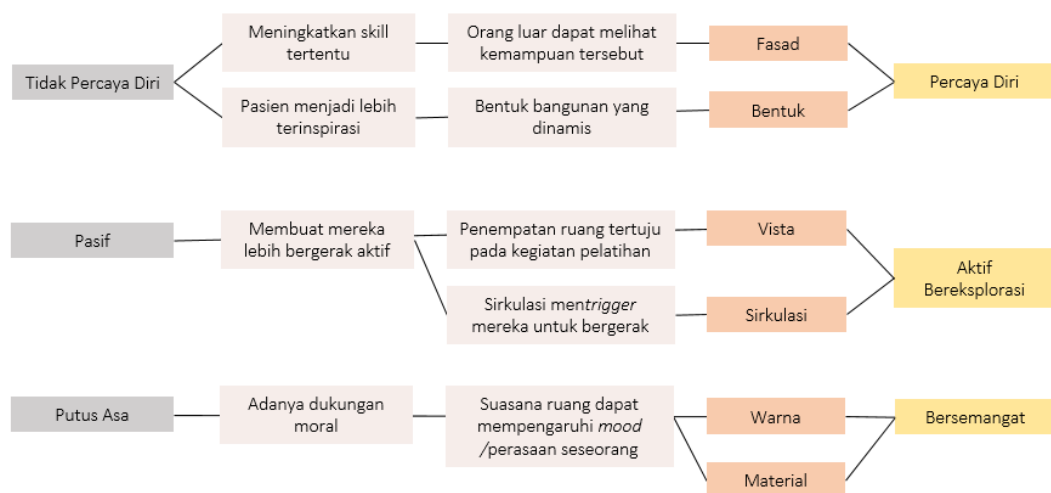 Meningkatkan skill
tertentu
Orang luar dapat melihat
kemampuan tersebut
Fasad
Tidak Percaya Diri
Percaya Diri
Pasien menjadi lebih
terinspirasi
Bentuk bangunan yang
dinamis
Bentuk
Pasif
Membuat mereka
lebih bergerak aktif
Penempatan ruang tertuju
pada kegiatan pelatihan
Vista
Aktif
Bereksplorasi
Sirkulasi mentrigger
mereka untuk bergerak
Sirkulasi
Putus Asa
Adanya dukungan
moral
Suasana ruang dapat
mempengaruhi mood
/perasaan seseorang
Warna
Bersemangat
Material